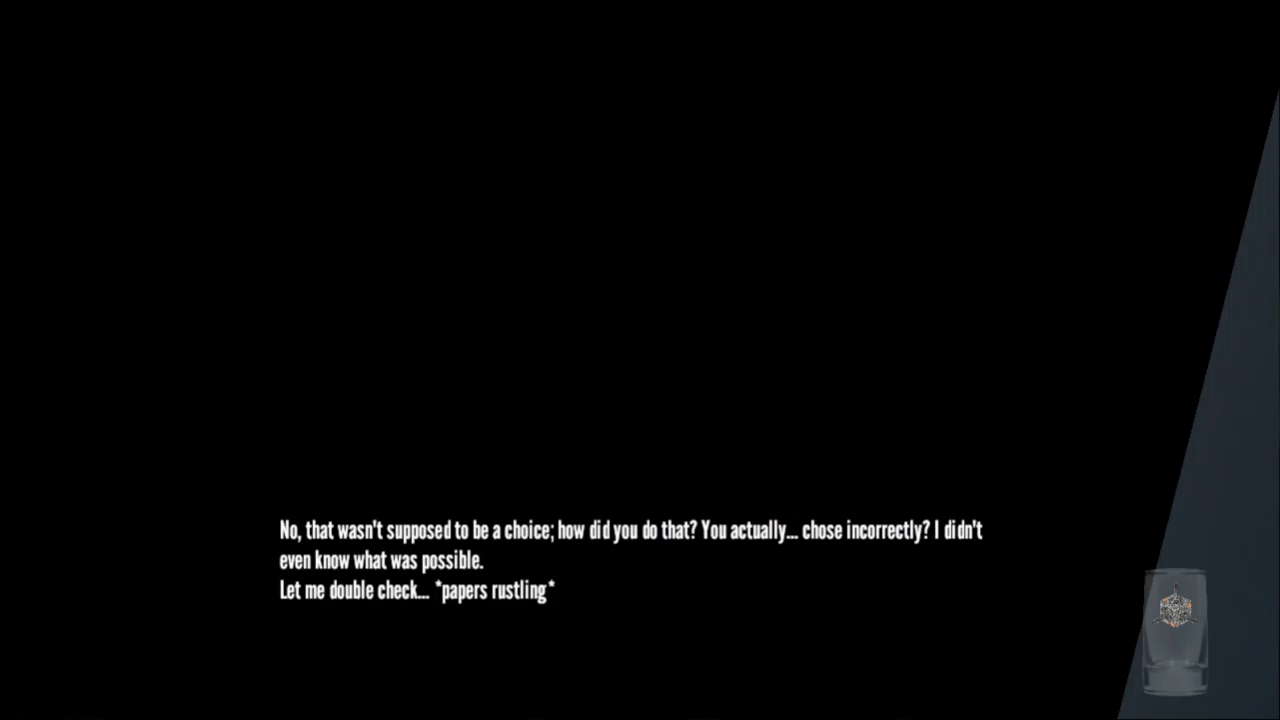 No, that wasn't supposed to be a choice; how did you do that? You actually... chose incorrectly? I didn't
even know what was possible.
Let me double check... *papers rustling*